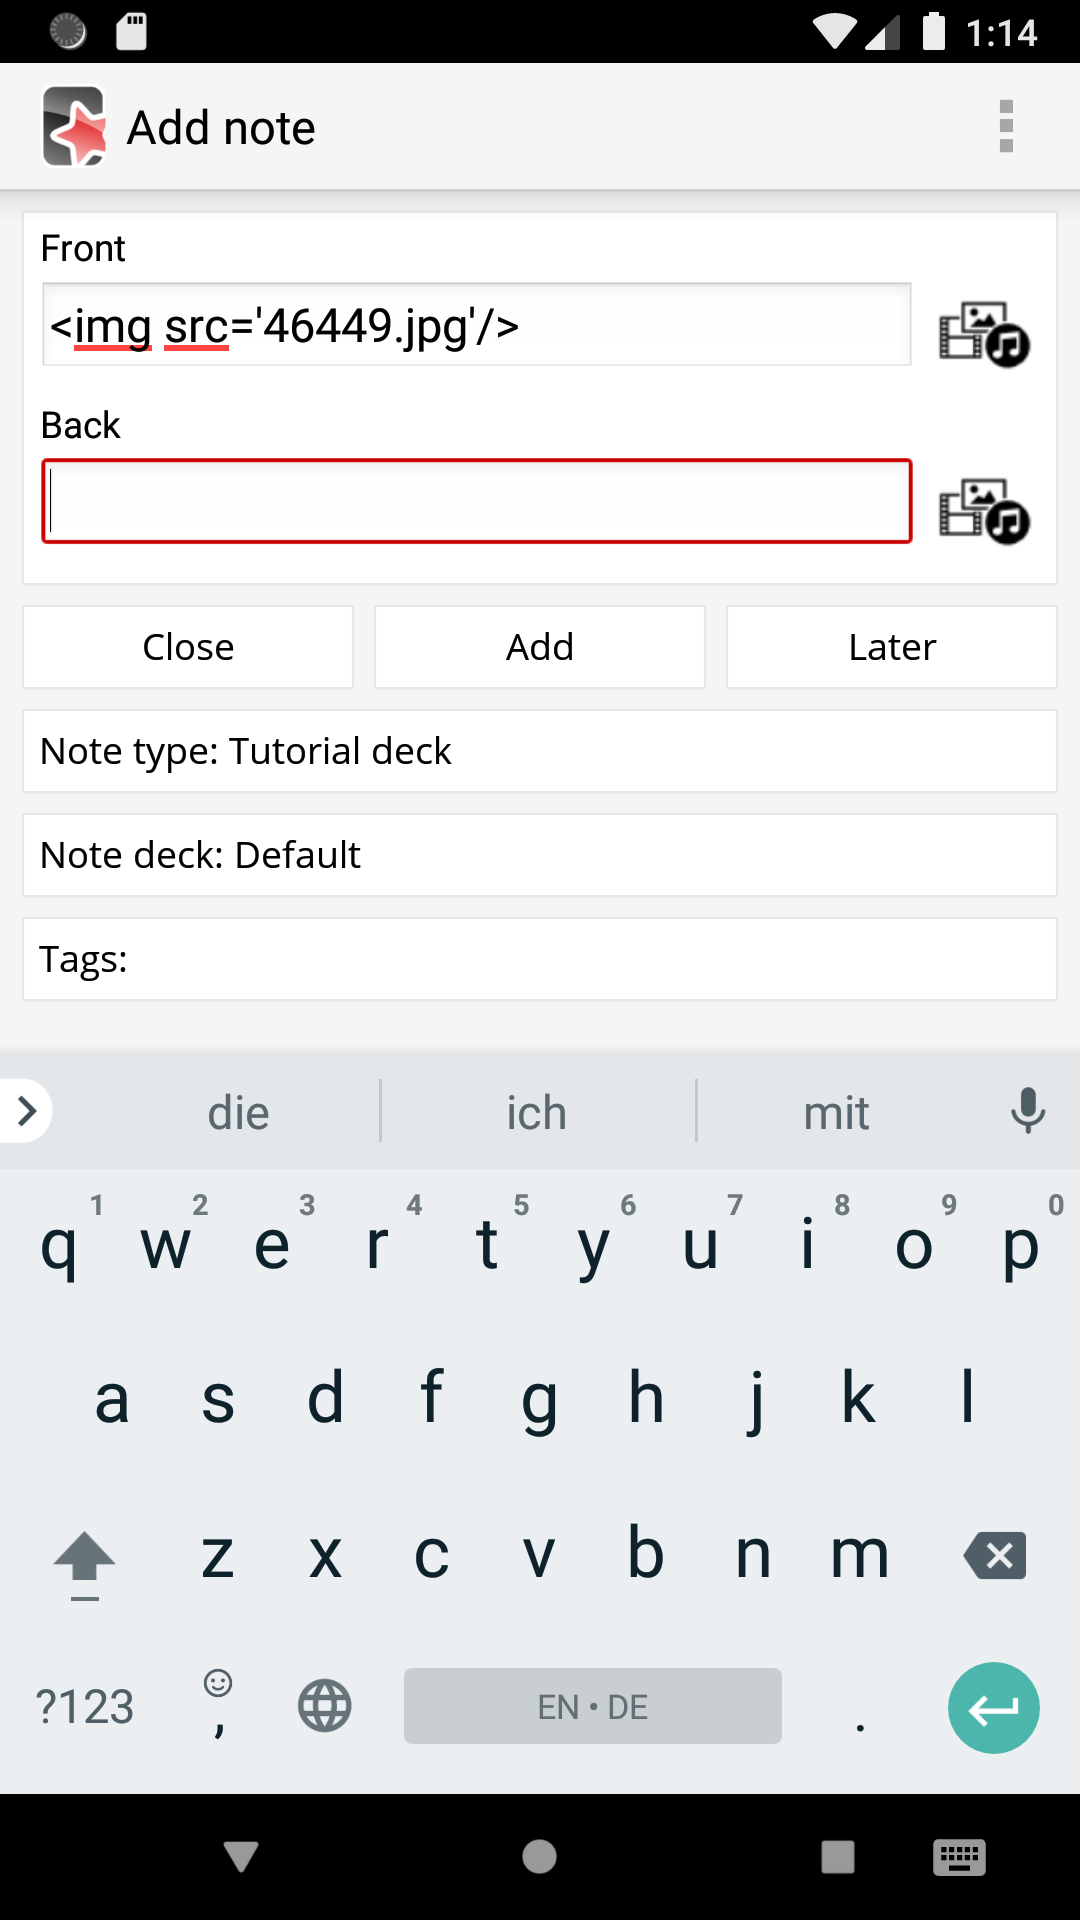 1:14
Add note
Front
<img src='46449.jpg'/>
Back
Close Add Later
Note type: Tutorial deck
Note deck: Default
Tags:
die ich mit
1 2 3 4 5 6 7 8 9 0
q w e r t y u i o p
a s d f g h j k l
z x c v b n m
?123 , EN • DE .